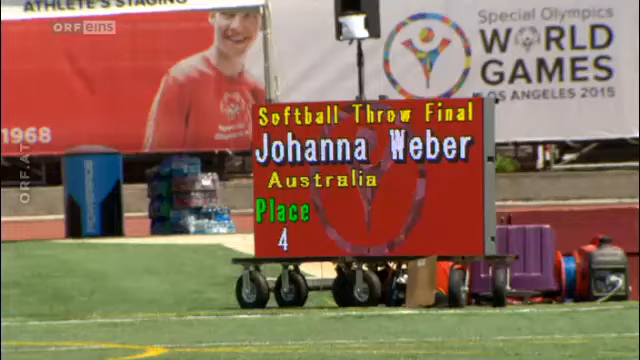 ATHLETE'S STAGING
ORF eins
1968
Special Olympics
WORLD
GAMES
LOS ANGELES 2015
Softball Throw Final
Johanna Weber
Australia
Place
4
ORF.AT